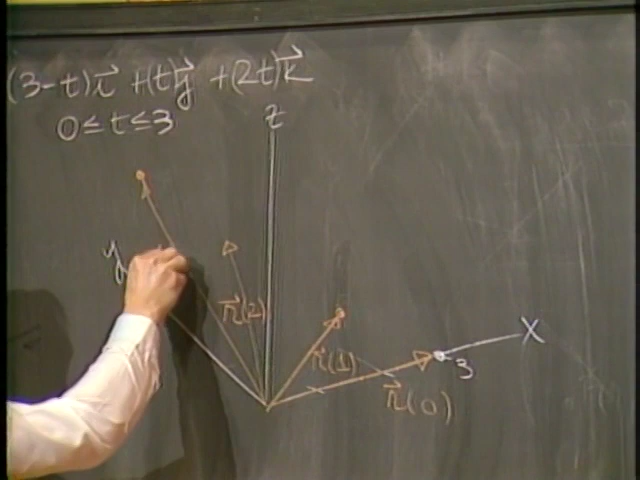 (3-t)i⃗ +(t)j⃗ +(2t)k⃗
0≤t≤3
z
y
r⃗(2)
r⃗(1)
r⃗(0)
3
X